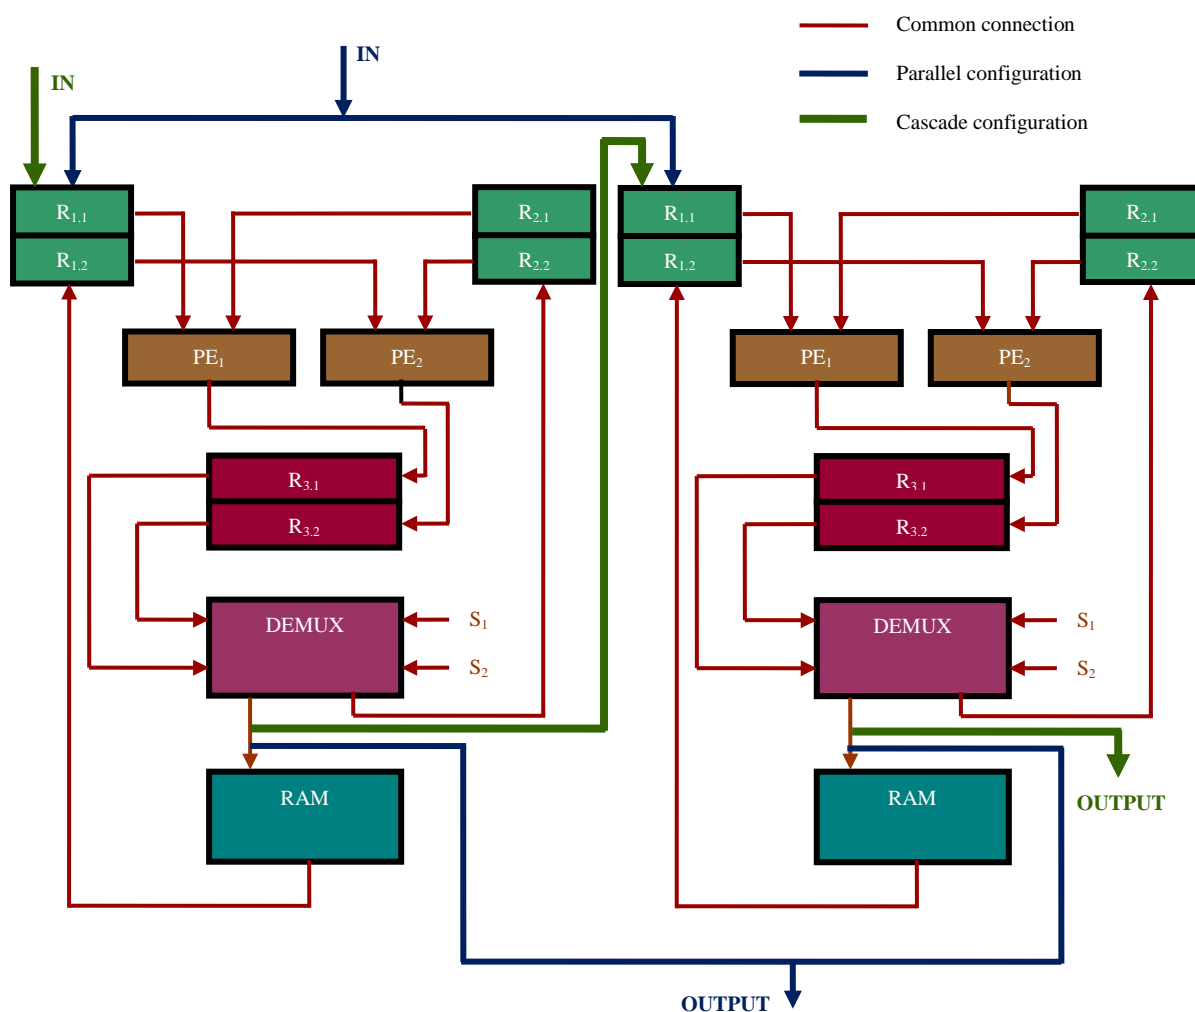 Common connection
IN
Parallel configuration
IN
Cascade configuration
R1.1
R2.1
R1.1
R2.1
R1.2
R2.2
R1.2
R2.2
PE1
PE2
PE1
PE2
R3.1
R3.1
R3.2
R3.2
DEMUX
S1
DEMUX
S1
S2
S2
RAM
RAM
OUTPUT
OUTPUT